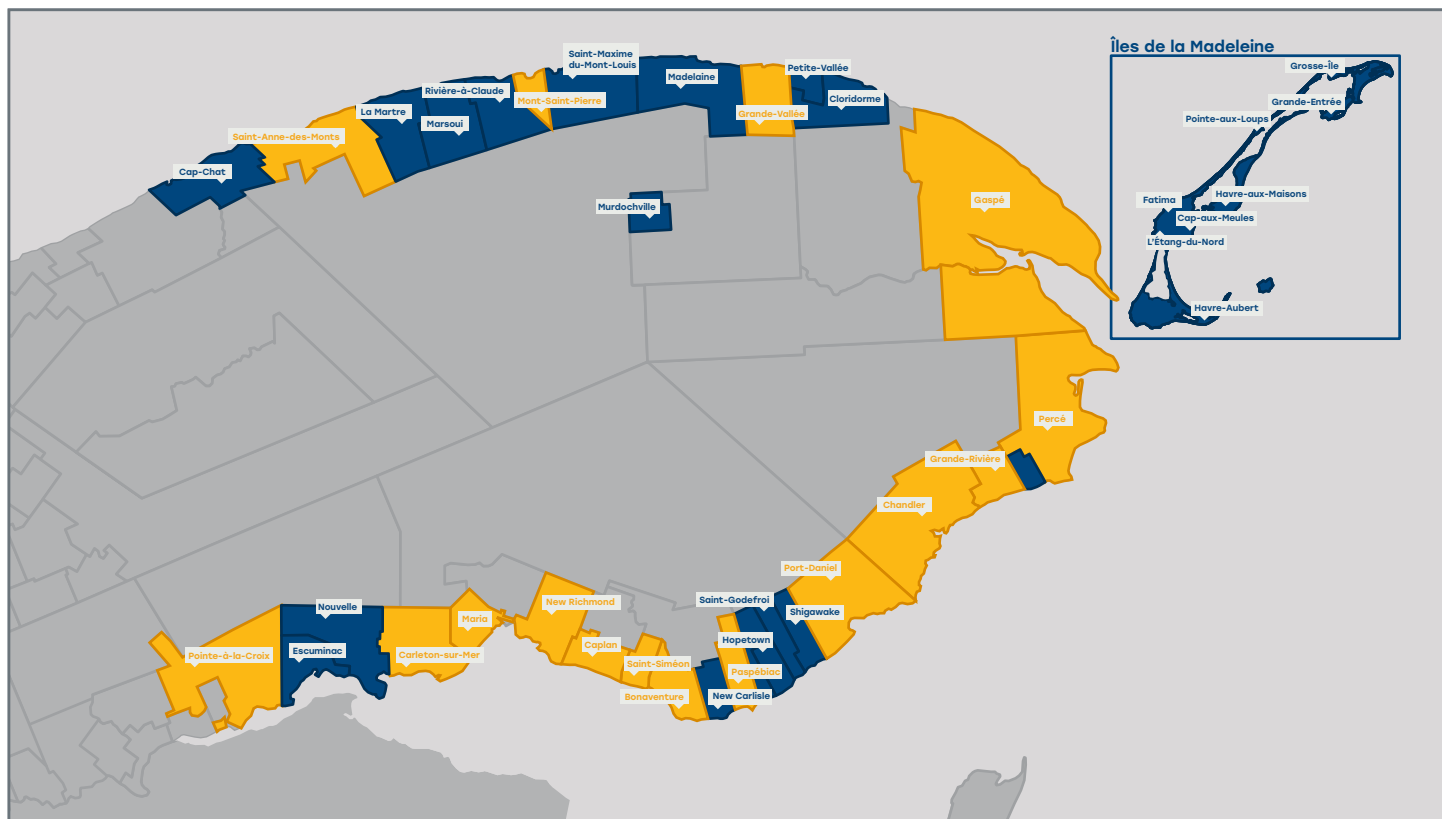 Îles de la Madeleine
Saint-Maxime
du-Mont-Louis
Madelaine
Petite-Vallée
Cloridorme
Grande-Vallée
Rivière-à-Claude
Mont-Saint-Pierre
La Martre
Marsoui
Saint-Anne-des-Monts
Cap-Chat
Murdochville
Gaspé
Grosse-Île
Grande-Entrée
Pointe-aux-Loups
Havre-aux-Maisons
Fatima
Cap-aux-Meules
L'Étang-du-Nord
Havre-Aubert
Percé
Grande-Rivière
Chandler
Port-Daniel
Saint-Godefroi
Shigawake
Hopetown
Paspébiac
New Carlisle
New Richmond
Caplan
Saint-Siméon
Bonaventure
Maria
Carleton-sur-Mer
Nouvelle
Escuminac
Pointe-à-la-Croix